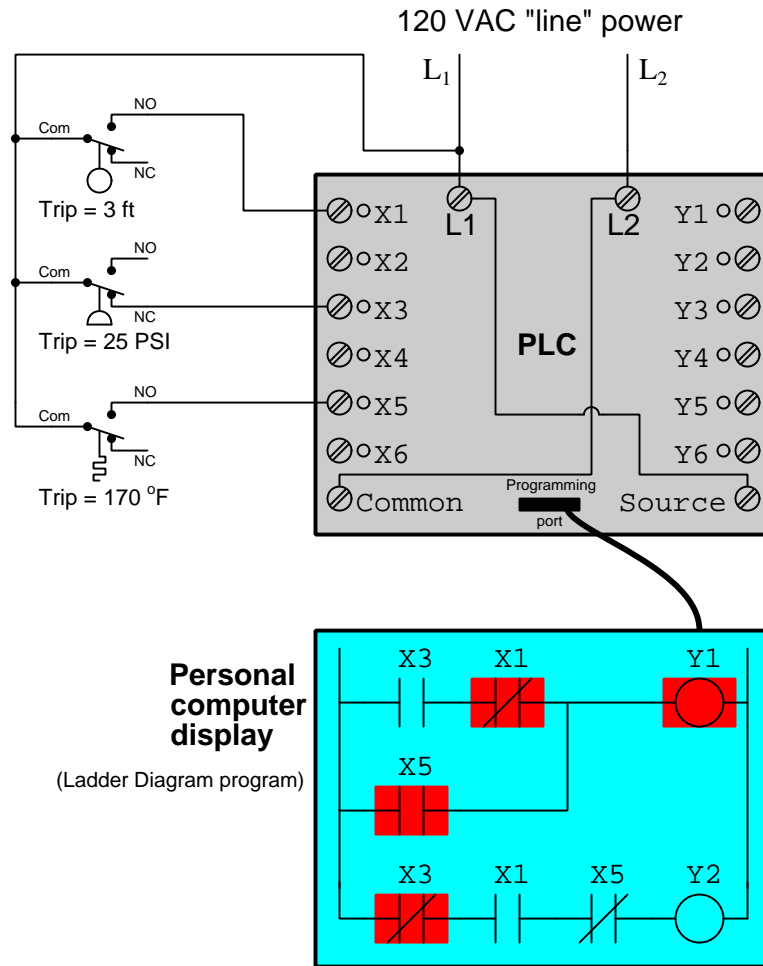 120 VAC "line" power
L1
L2
NO
Com
NC
Trip = 3 ft
NO
Com
NC
Trip = 25 PSI
NO
Com
NC
Trip = 170 °F
X1
L1
L2
Y1
X2
Y2
X3
Y3
X4
PLC
Y4
X5
Y5
X6
Y6
Common
Programming
port
Source
Personal
computer
display
(Ladder Diagram program)
X3
X1
Y1
X5
X3
X1
X5
Y2